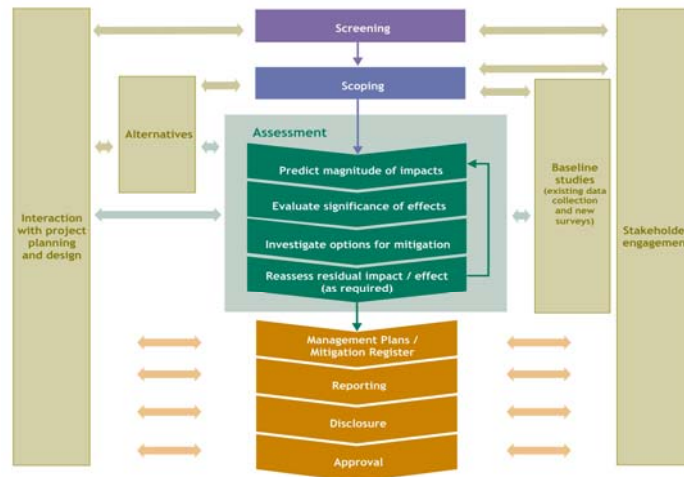 Screening
Scoping
Alternatives
Assessment
Predict magnitude of impacts
Evaluate significance of effects
Investigate options for mitigation
Reassess residual impact / effect
(as required)
Baseline
studies
(existing data
collection
and new
surveys)
Interaction
with project
planning
and design
Stakeholder
engagement
Management Plans /
Mitigation Register
Reporting
Disclosure
Approval